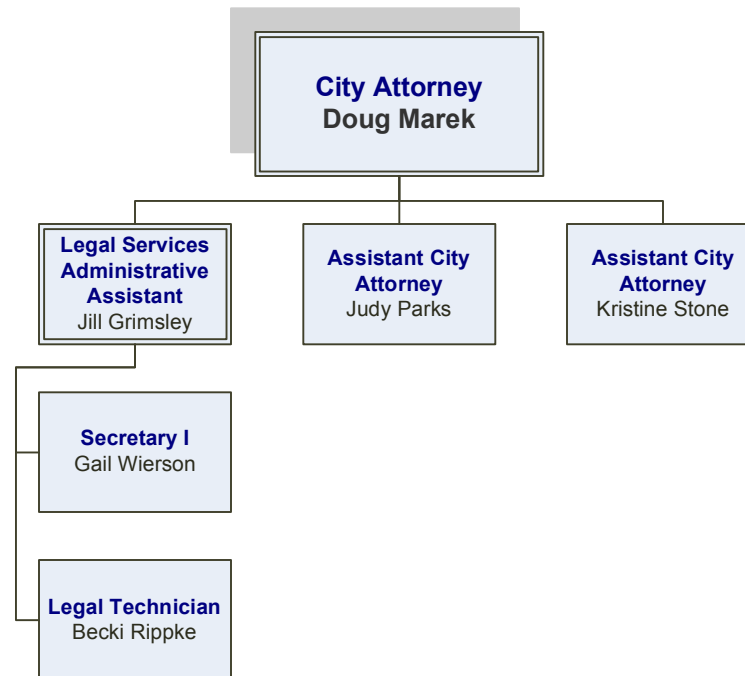 City Attorney
Doug Marek
Legal Services
Administrative
Assistant
Jill Grimsley
Assistant City
Attorney
Judy Parks
Assistant City
Attorney
Kristine Stone
Secretary I
Gail Wierson
Legal Technician
Becki Rippke